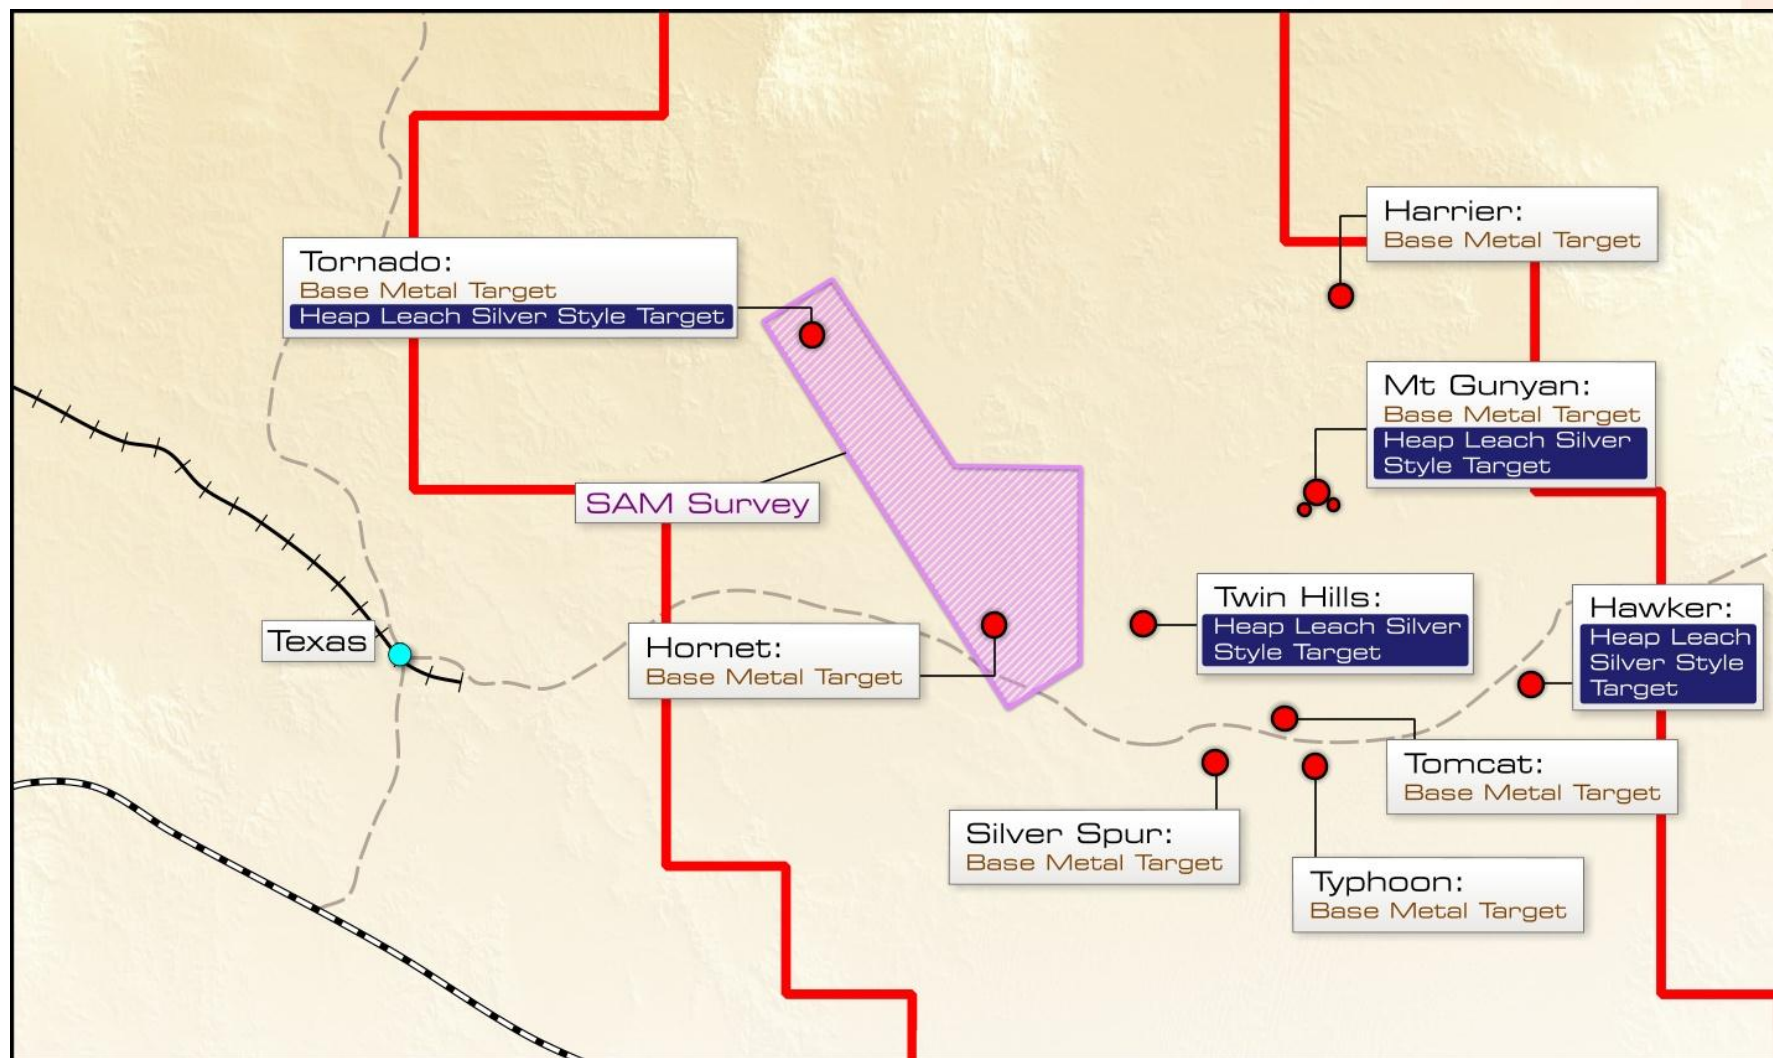 Harrier:
Base Metal Target
Tornado:
Base Metal Target
Heap Leach Silver Style Target
Mt Gunyan:
Base Metal Target
Heap Leach Silver
Style Target
SAM Survey
Twin Hills:
Heap Leach Silver
Style Target
Hawker:
Heap Leach
Silver Style
Target
Texas
Hornet:
Base Metal Target
Tomcat:
Base Metal Target
Silver Spur:
Base Metal Target
Typhoon:
Base Metal Target